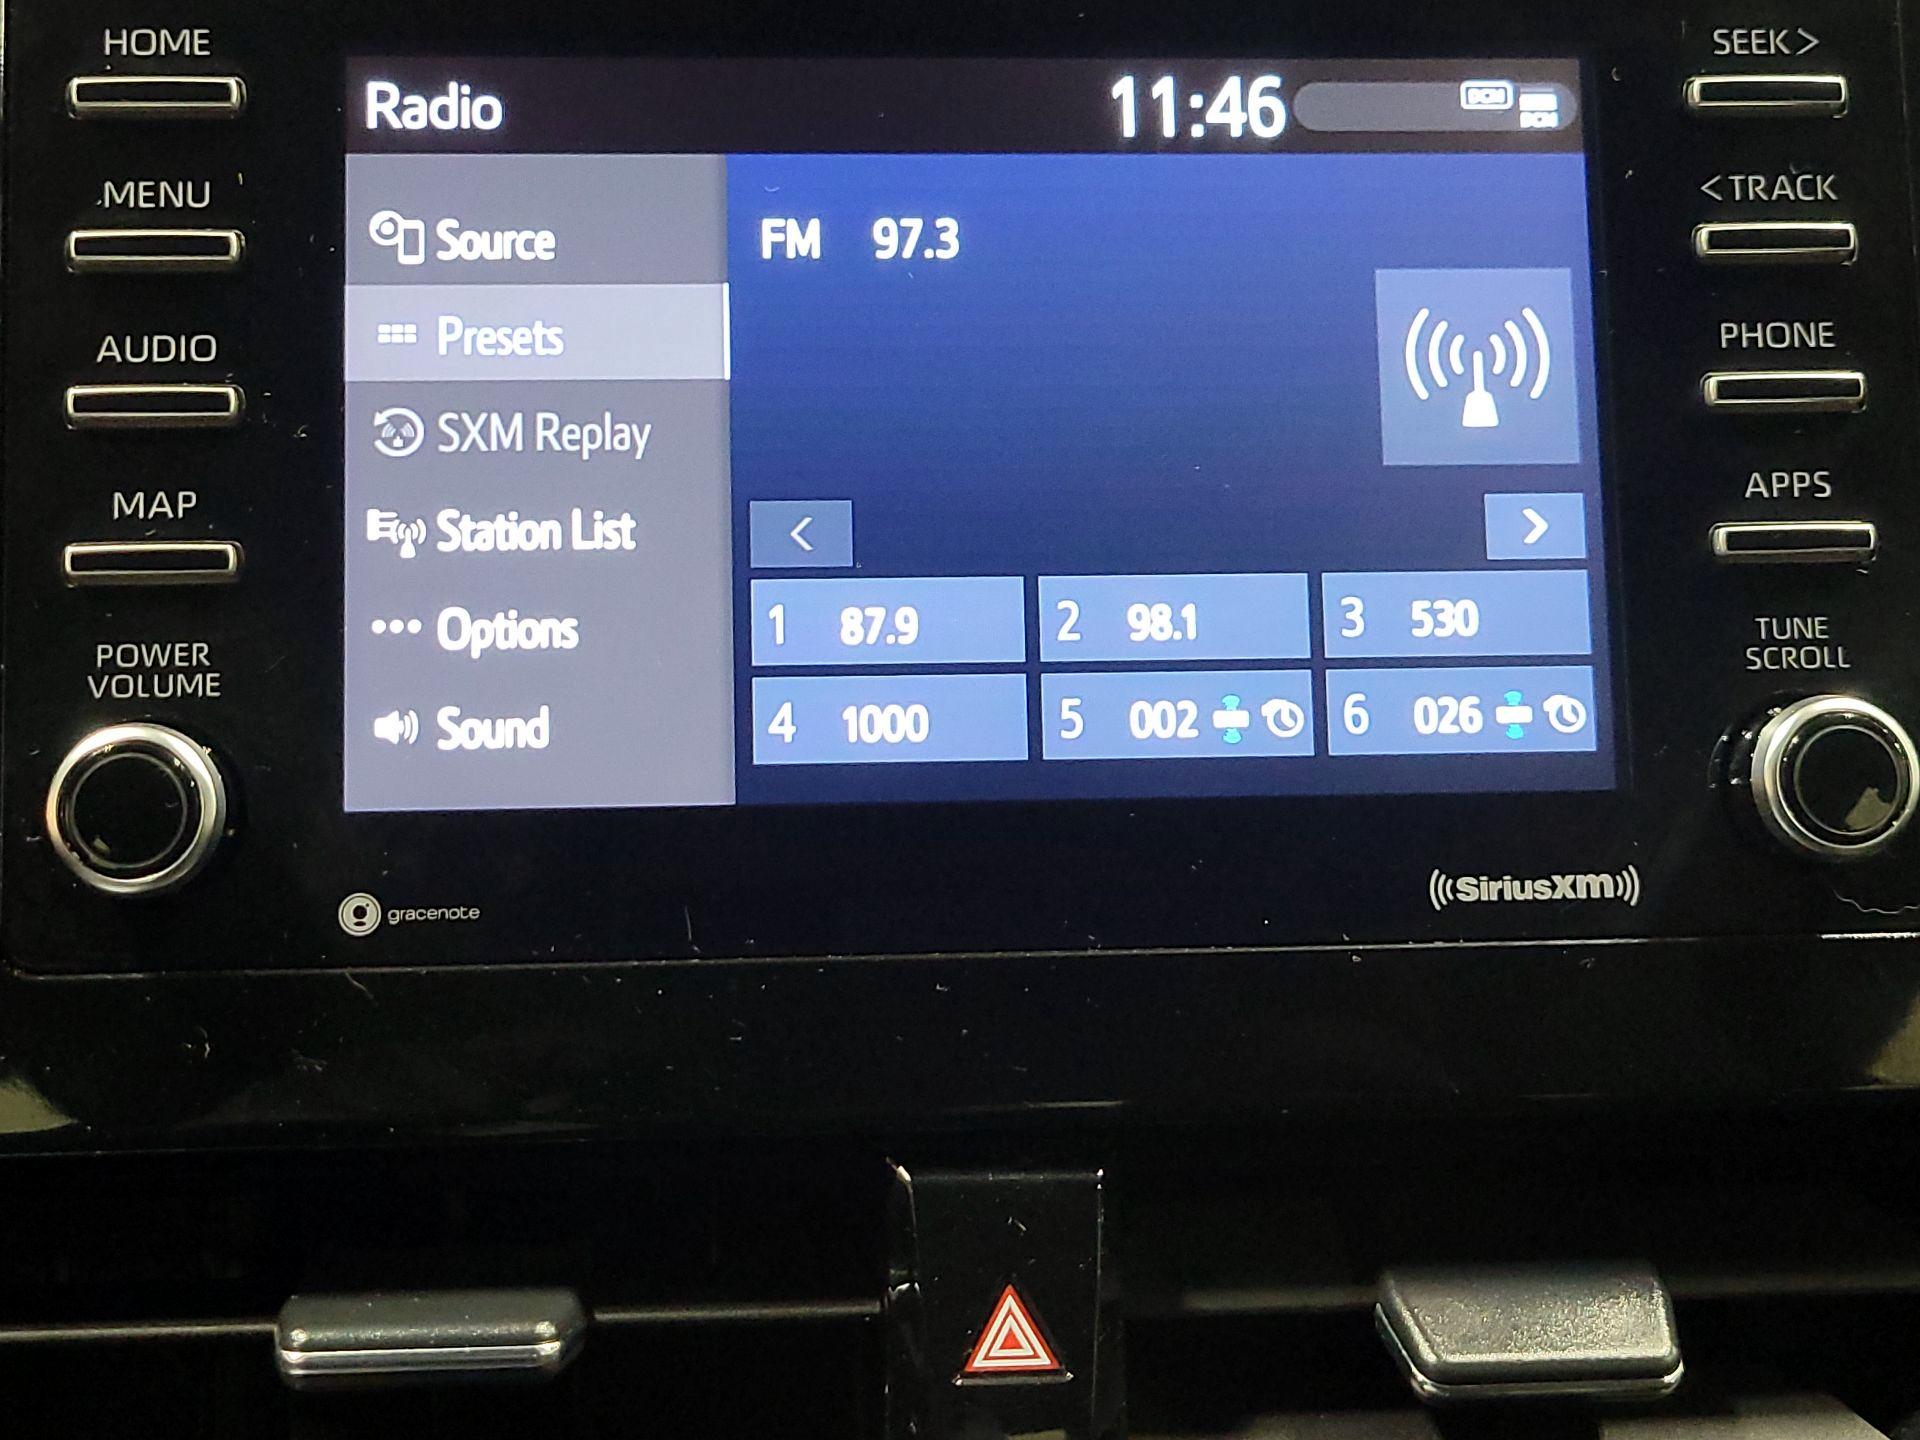 HOME
MENU
AUDIO
MAP
POWER
VOLUME
Radio
11:46
DCM
DCM
Source
Presets
SXM Replay
Station List
Options
Sound
FM 97.3
<
>
1 87.9
2 98.1
3 530
4 1000
5 002
6 026
SEEK >
< TRACK
PHONE
APPS
TUNE
SCROLL
gracenote
SiriusXM